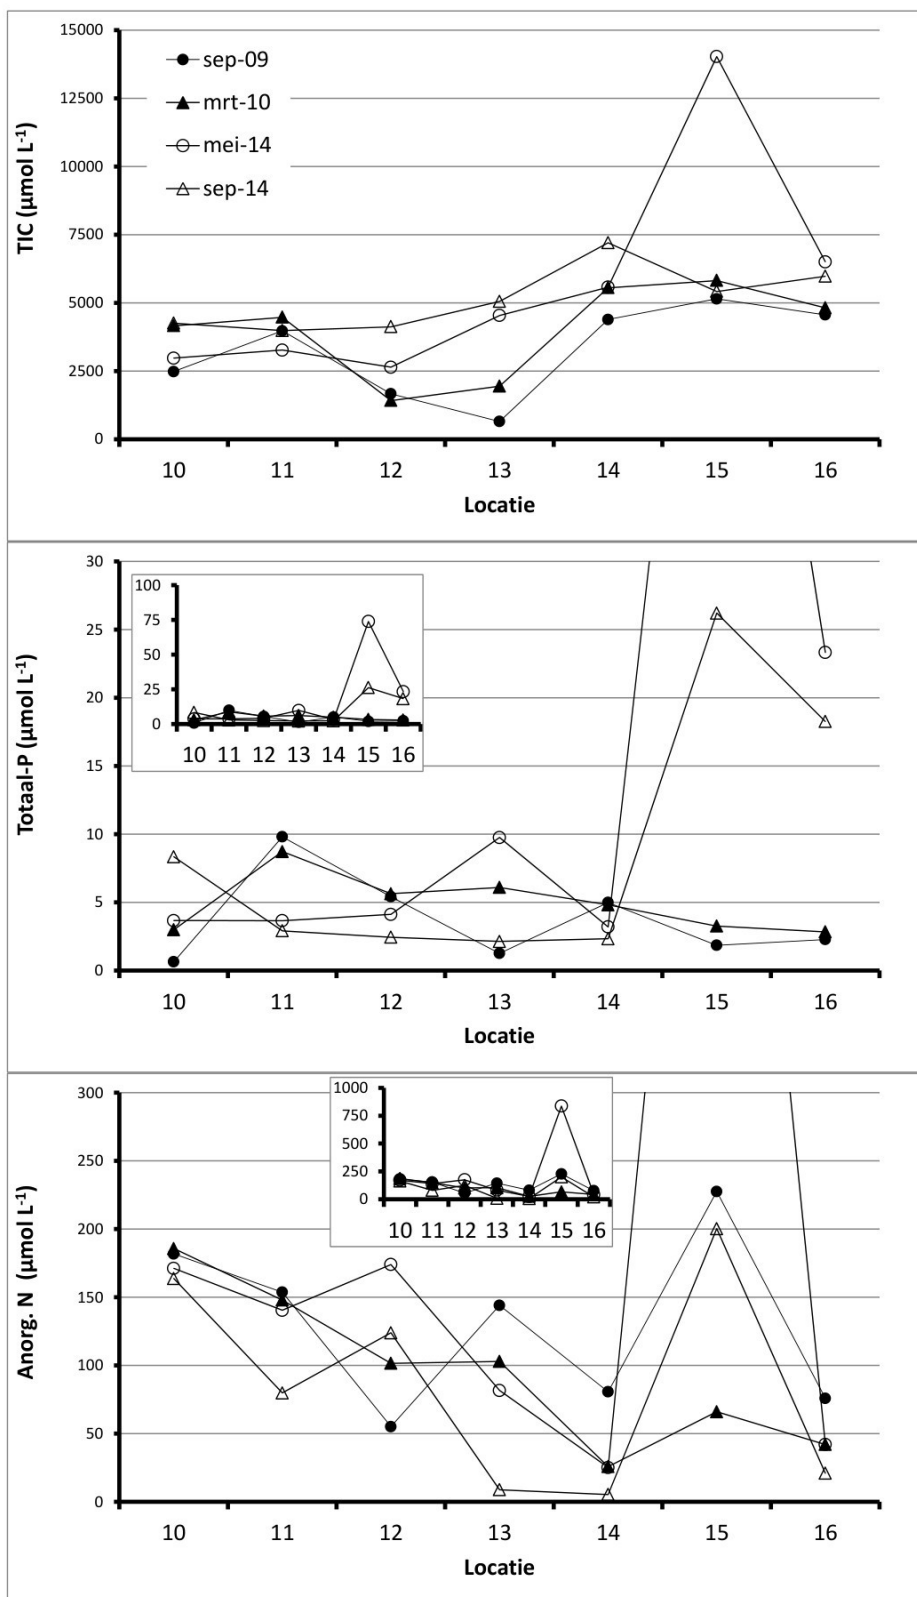 15000
12500
10000
7500
5000
2500
0
TIC (µmol L-1)
sep-09
mrt-10
mei-14
sep-14
10 11 12 13 14 15 16
Locatie
30
25
20
15
10
5
0
Totaal-P (µmol L-1)
100
75
50
25
0
10 11 12 13 14 15 16
10 11 12 13 14 15 16
Locatie
300
250
200
150
100
50
0
Anorg. N (µmol L-1)
1000
750
500
250
0
10 11 12 13 14 15 16
10 11 12 13 14 15 16
Locatie